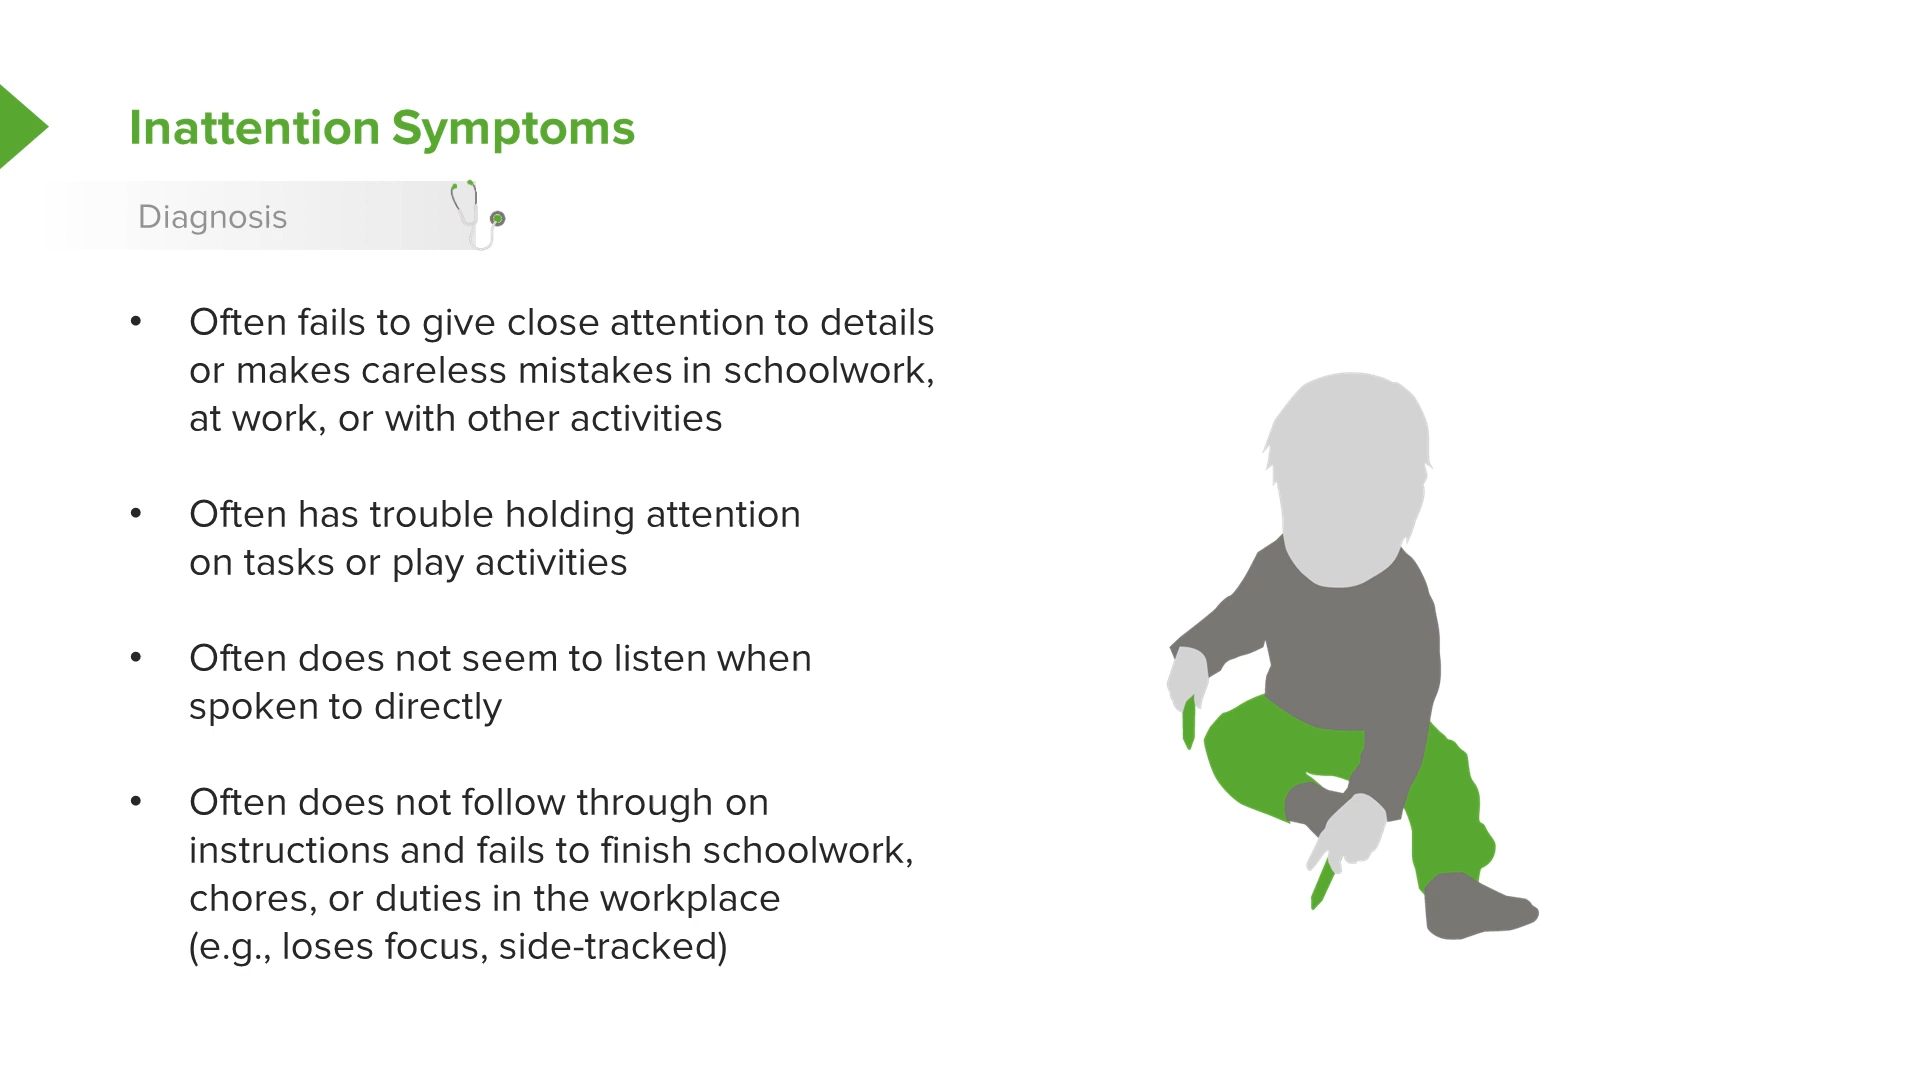 Inattention Symptoms
Diagnosis
• Often fails to give close attention to details
or makes careless mistakes in schoolwork,
at work, or with other activities
• Often has trouble holding attention
on tasks or play activities
• Often does not seem to listen when
spoken to directly
• Often does not follow through on
instructions and fails to finish schoolwork,
chores, or duties in the workplace
(e.g., loses focus, side-tracked)